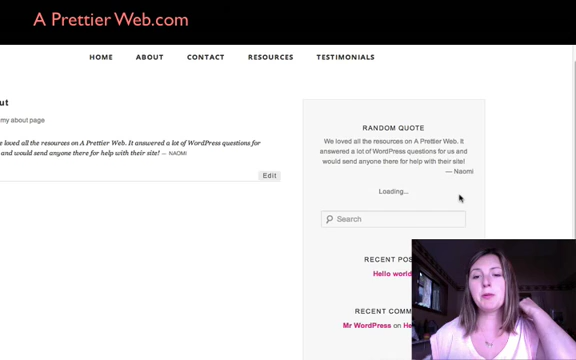 A Prettier Web.com
HOME ABOUT CONTACT RESOURCES TESTIMONIALS
ut
my about page
e loved all the resources on A Prettier Web. It answered a lot of WordPress questions for
and would send anyone there for help with their site! — NAOMI
Edit
RANDOM QUOTE
We loved all the resources on A Prettier Web. It
answered a lot of WordPress questions for us and
would send anyone there for help with their site!
— Naomi
Loading...
Search
RECENT POS
Hello world
RECENT COMM
Mr WordPress on He